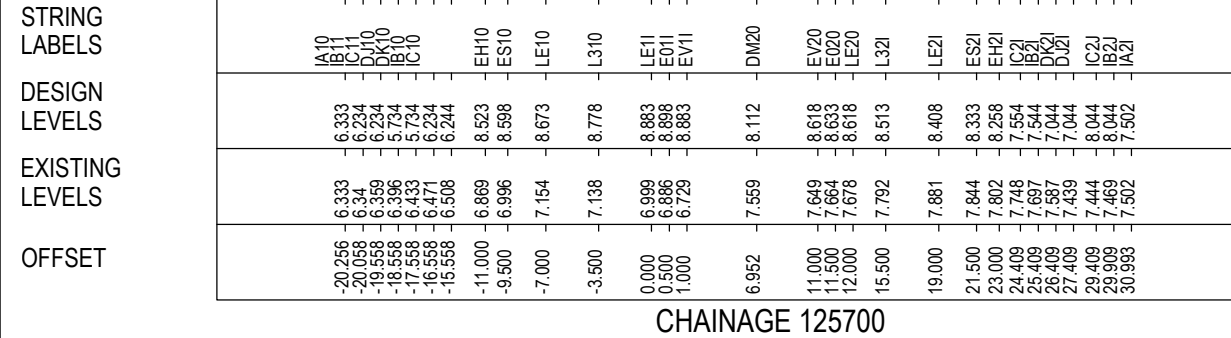 STRING LABELS IA10 IB11 IC11 DJ10 DK10 IB10 IC10 EH10 ES10 LE10 L310 LE1I E01I EV1I DM20 EV20 E020 LE20 L32I LE2I ES2I EH2I IC2I IB2I DK2I DJ2I IC2J IB2J IA2I
DESIGN LEVELS 6.333 6.234 6.234 5.734 5.734 6.234 6.244 8.523 8.598 8.673 8.778 8.883 8.898 8.883 8.112 8.618 8.633 8.618 8.513 8.408 8.333 8.258 7.554 7.544 7.044 7.044 8.044 8.044 7.502
EXISTING LEVELS 6.333 6.34 6.359 6.396 6.433 6.471 6.508 6.869 6.996 7.154 7.138 6.999 6.886 6.729 7.559 7.649 7.664 7.678 7.792 7.881 7.844 7.802 7.748 7.697 7.587 7.439 7.444 7.469 7.502
OFFSET -20.256 -20.058 -19.558 -18.558 -17.558 -16.558 -15.558 -11.000 -9.500 -7.000 -3.500 0.000 0.500 1.000 6.952 11.000 11.500 12.000 15.500 19.000 21.500 23.000 24.409 25.409 26.409 27.409 29.409 29.909 30.993
CHAINAGE 125700